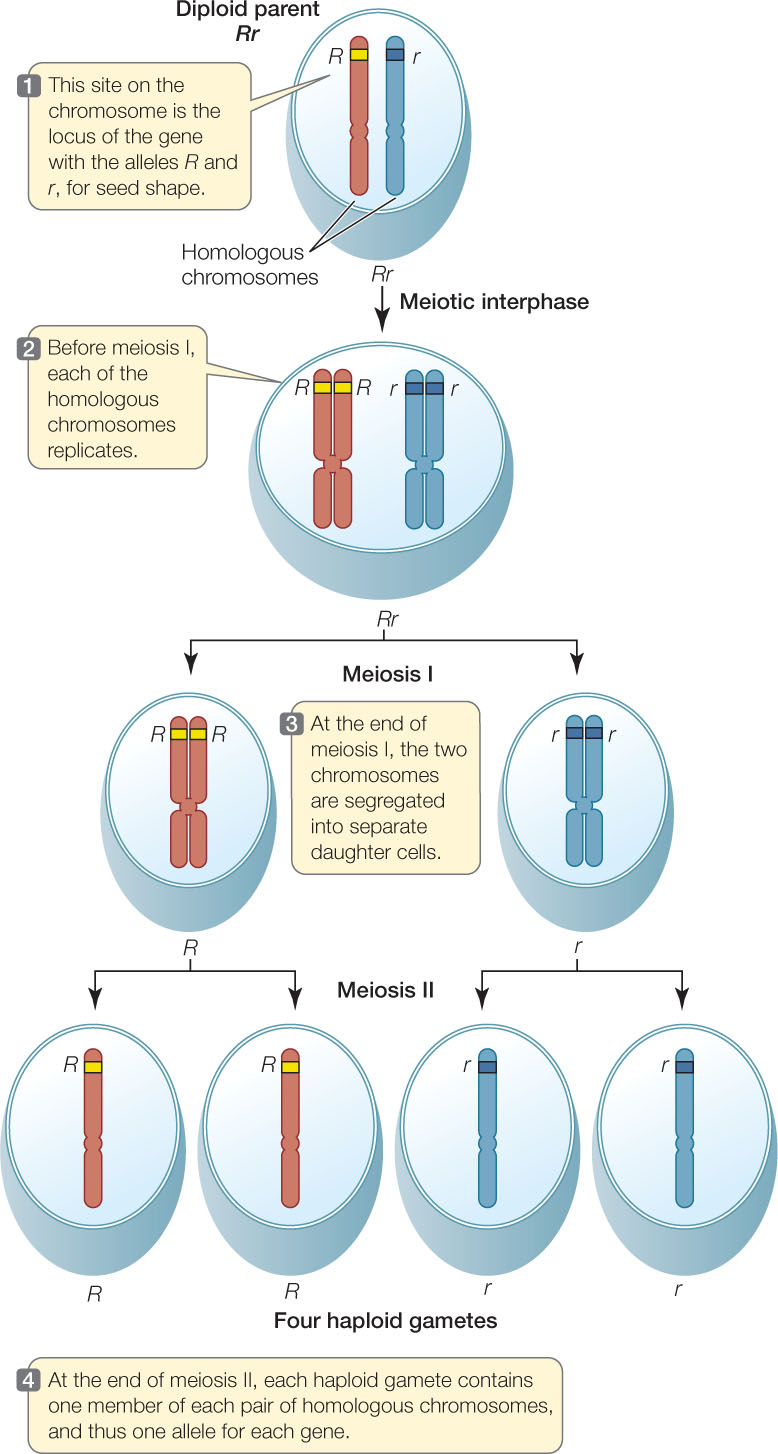 Diploid parent
Rr
R
r
1 This site on the
chromosome is the
locus of the gene
with the alleles R and
r, for seed shape.
Homologous
chromosomes
Rr
Meiotic interphase
2 Before meiosis I,
each of the
homologous
chromosomes
replicates.
R R r r
Rr
Meiosis I
R R
3 At the end of
meiosis I, the two
chromosomes
are segregated
into separate
daughter cells.
r r
R r
Meiosis II
R R r r
R R r r
Four haploid gametes
4 At the end of meiosis II, each haploid gamete contains
one member of each pair of homologous chromosomes,
and thus one allele for each gene.